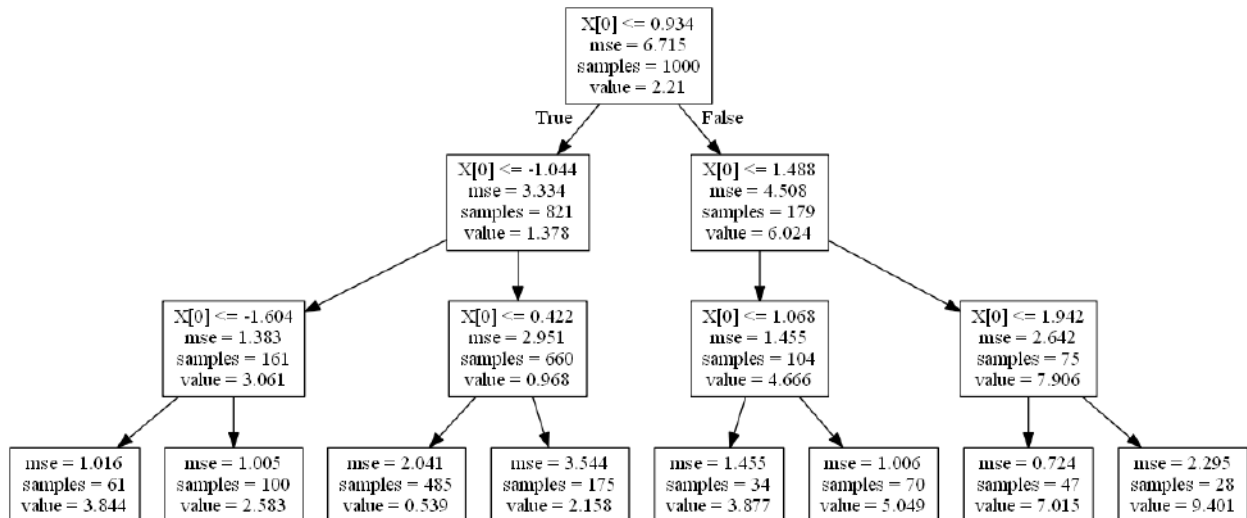 X[0] <= 0.934
mse = 6.715
samples = 1000
value = 2.21
True
False
X[0] <= -1.044
mse = 3.334
samples = 821
value = 1.378
X[0] <= 1.488
mse = 4.508
samples = 179
value = 6.024
X[0] <= -1.604
mse = 1.383
samples = 161
value = 3.061
X[0] <= 0.422
mse = 2.951
samples = 660
value = 0.968
X[0] <= 1.068
mse = 1.455
samples = 104
value = 4.666
X[0] <= 1.942
mse = 2.642
samples = 75
value = 7.906
mse = 1.016
samples = 61
value = 3.844
mse = 1.005
samples = 100
value = 2.583
mse = 2.041
samples = 485
value = 0.539
mse = 3.544
samples = 175
value = 2.158
mse = 1.455
samples = 34
value = 3.877
mse = 1.006
samples = 70
value = 5.049
mse = 0.724
samples = 47
value = 7.015
mse = 2.295
samples = 28
value = 9.401